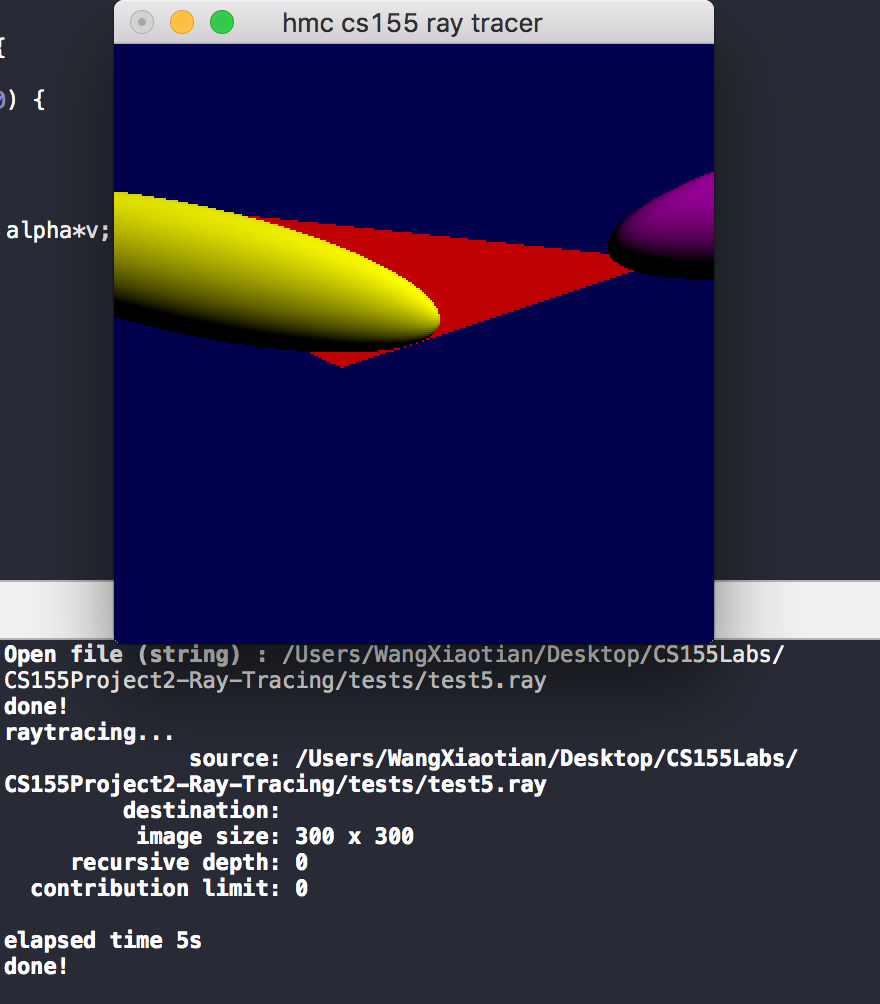 hmc cs155 ray tracer
{
0) {
alpha*v;
Open file (string) : /Users/WangXiaotian/Desktop/CS155Labs/
CS155Project2-Ray-Tracing/tests/test5.ray
done!
raytracing...
source: /Users/WangXiaotian/Desktop/CS155Labs/
CS155Project2-Ray-Tracing/tests/test5.ray
destination:
image size: 300 x 300
recursive depth: 0
contribution limit: 0
elapsed time 5s
done!